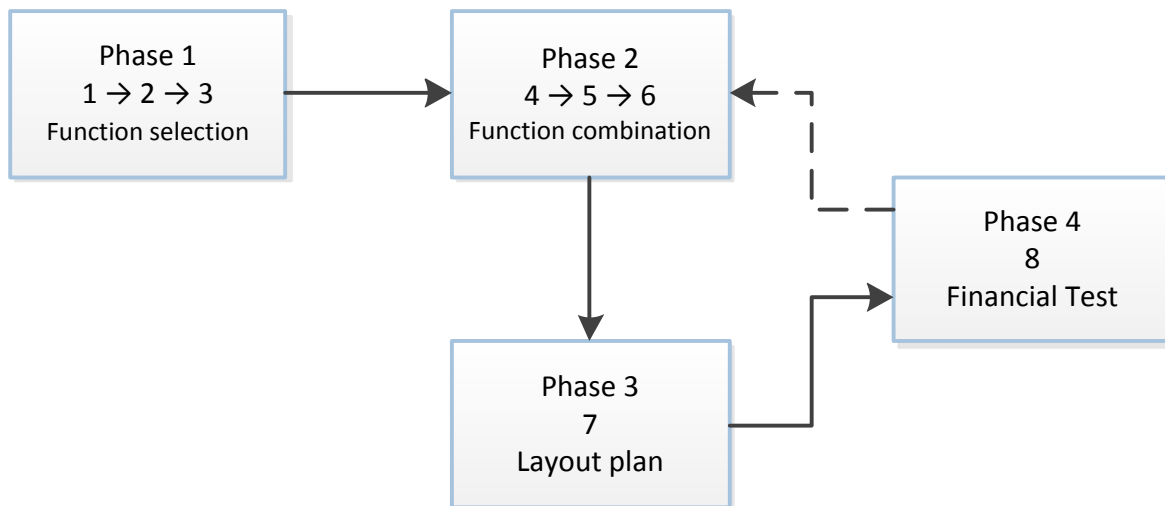 Phase 1
1 → 2 → 3
Function selection
Phase 2
4 → 5 → 6
Function combination
Phase 3
7
Layout plan
Phase 4
8
Financial Test